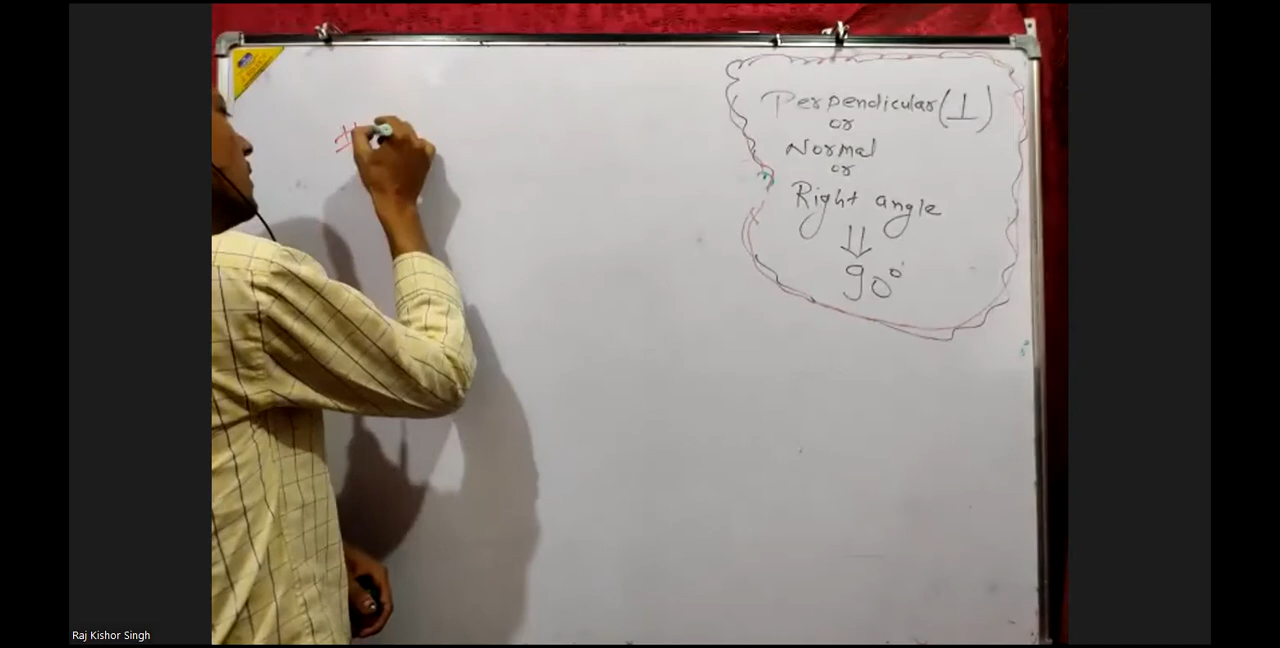 Perpendicular (⊥)
or
Normal
or
Right angle
⇓
90°
Raj Kishor Singh